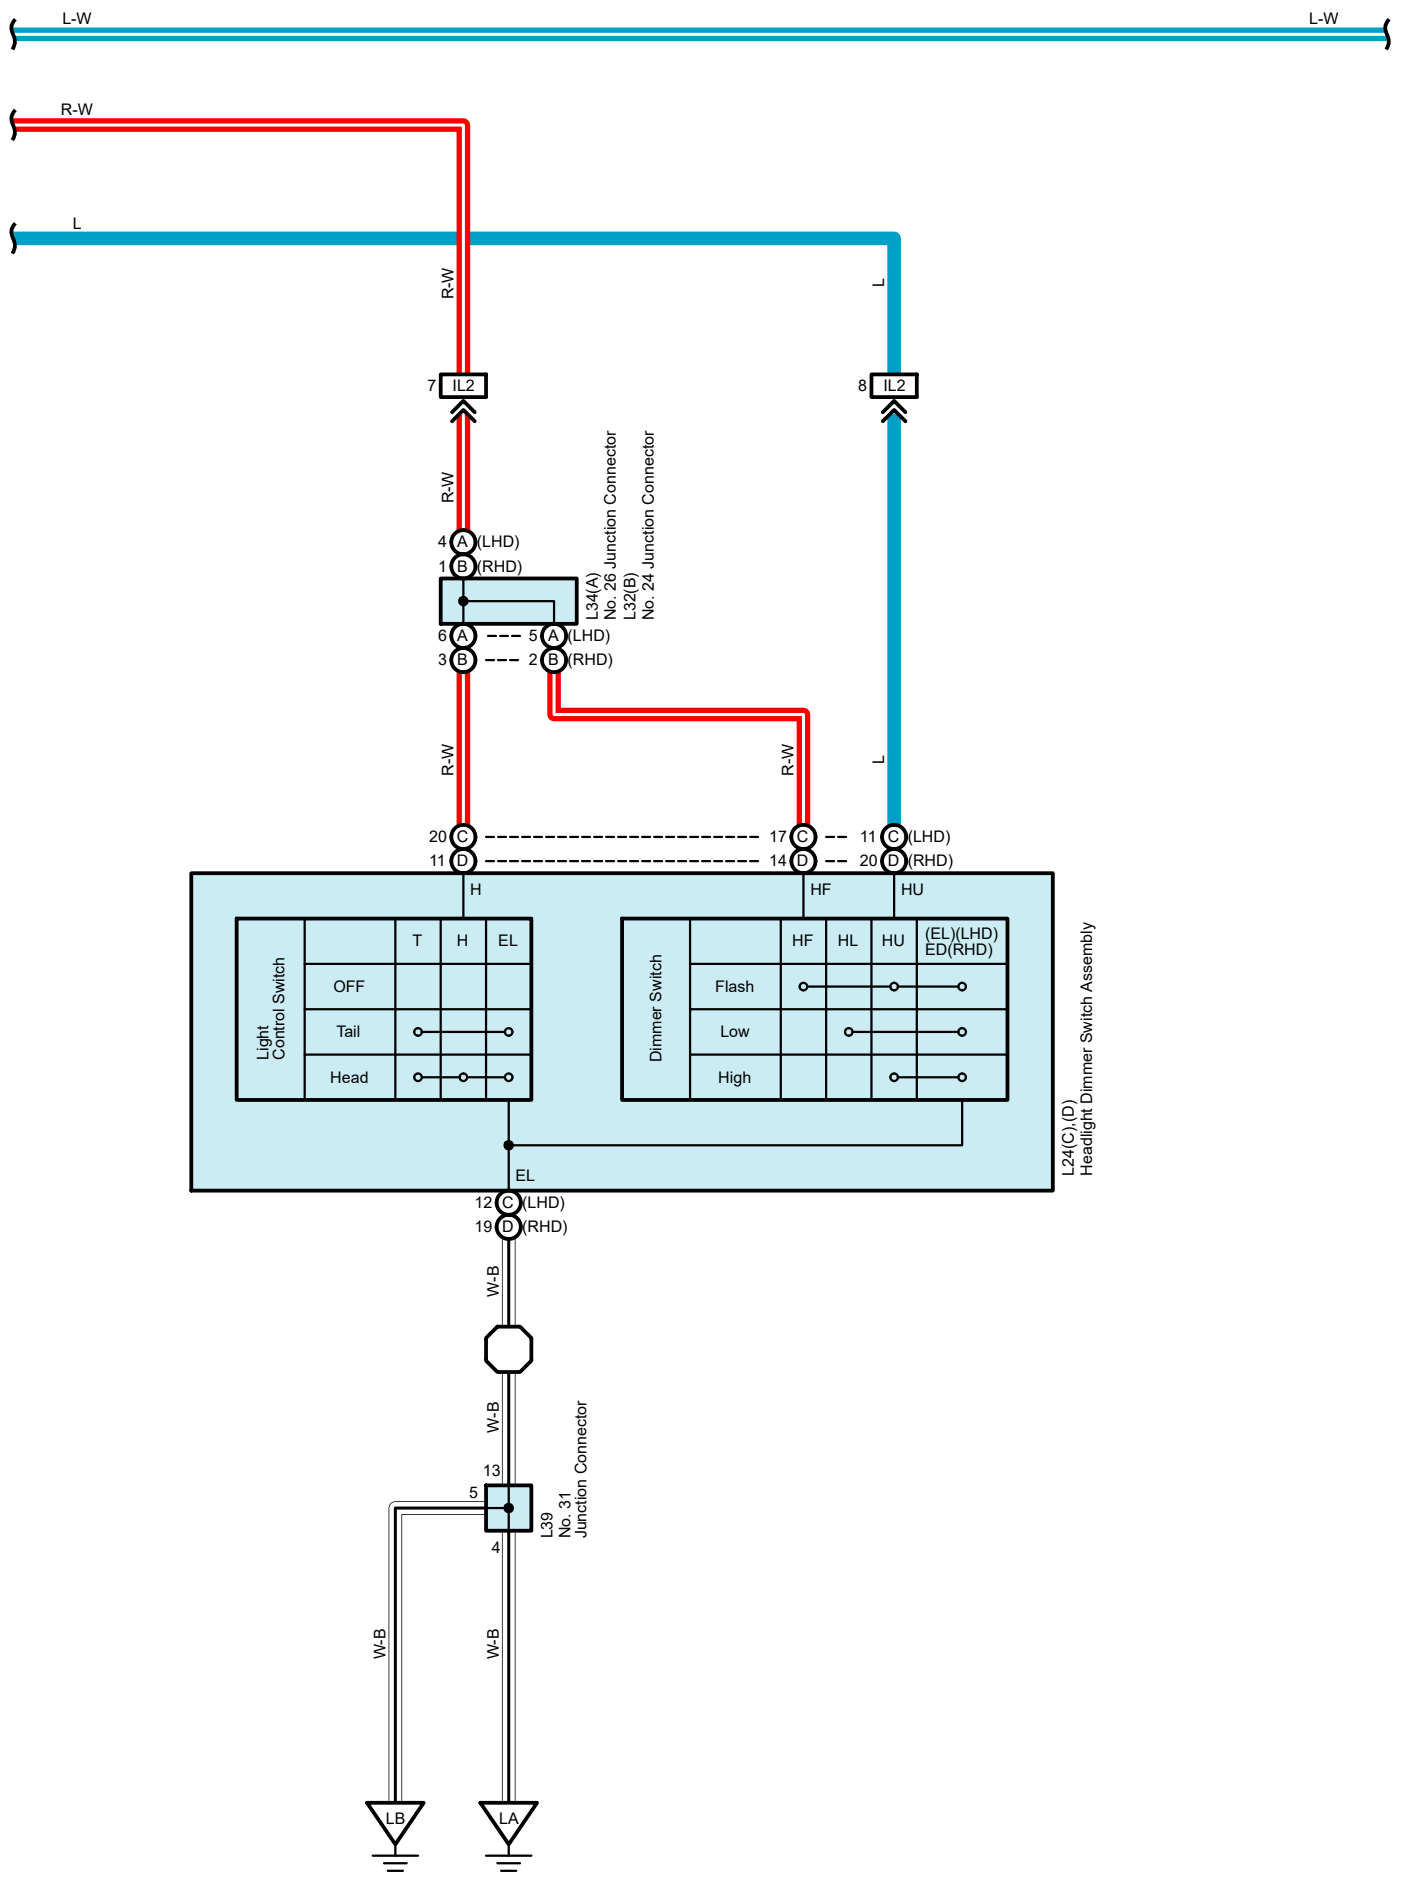 L-W
L-W
R-W
L
R-W
L
7 IL2
8 IL2
R-W
L34(A)
No. 26 Junction Connector
L32(B)
No. 24 Junction Connector
4 A (LHD)
1 B (RHD)
6 A 5 A (LHD)
3 B 2 B (RHD)
R-W
R-W
L
20 C 17 C 11 C (LHD)
11 D 14 D 20 D (RHD)
H
HF
HU
Light
Control Switch
T H EL
OFF
Tail
Head
Dimmer Switch
HF HL HU (EL)(LHD)
ED(RHD)
Flash
Low
High
L24(C),(D)
Headlight Dimmer Switch Assembly
EL
12 C (LHD)
19 D (RHD)
W-B
W-B
13
5
4
L39
No. 31
Junction Connector
W-B
W-B
LB
LA